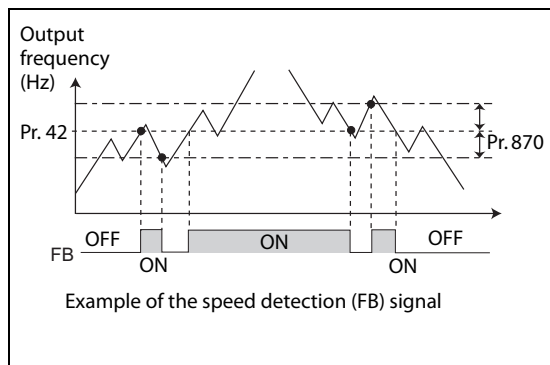 Output
frequency
(Hz)
Pr. 42
Pr. 870
OFF
ON
OFF
FB
ON
ON
Example of the speed detection (FB) signal